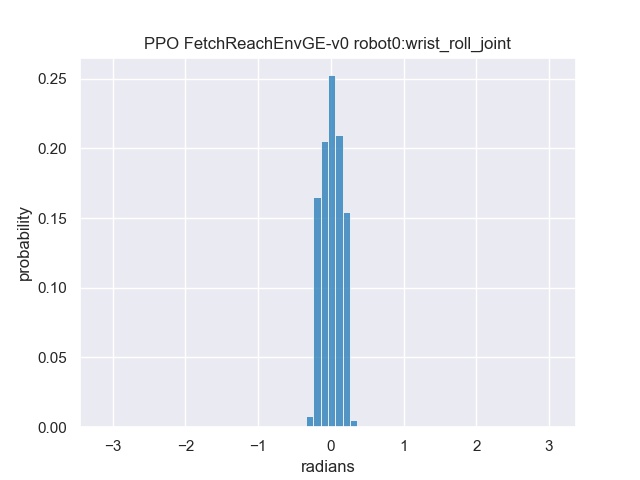 PPO FetchReachEnvGE-v0 robot0:wrist_roll_joint
probability
0.25
0.20
0.15
0.10
0.05
0.00
−3 −2 −1 0 1 2 3
radians